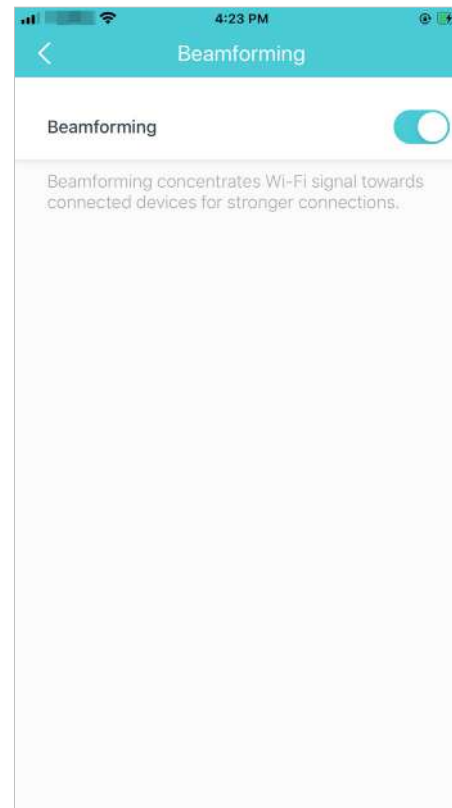 4:23 PM
Beamforming
Beamforming
Beamforming concentrates Wi-Fi signal towards
connected devices for stronger connections.